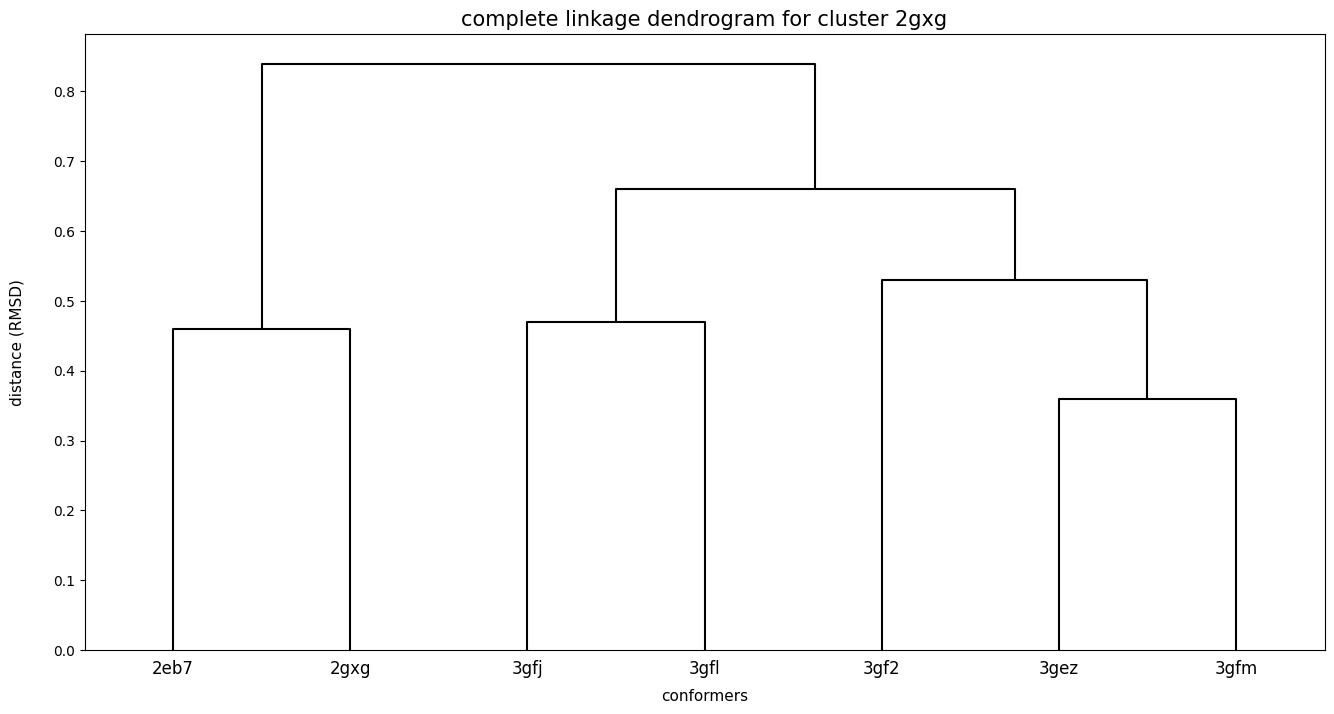 complete linkage dendrogram for cluster 2gxg
0.8
0.7
0.6
0.5
0.4
0.3
0.2
0.1
0.0
distance (RMSD)
2eb7 2gxg 3gfj 3gfl 3gf2 3gez 3gfm
conformers